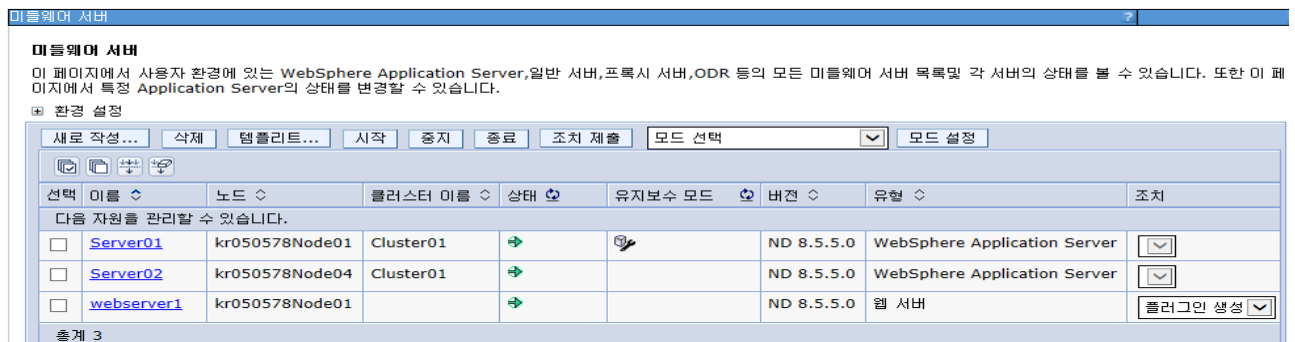 미들웨어 서버 ?
미들웨어 서버
이 페이지에서 사용자 환경에 있는 WebSphere Application Server,일반 서버,프록시 서버,ODR 등의 모든 미들웨어 서버 목록및 각 서버의 상태를 볼 수 있습니다. 또한 이 페
이지에서 특정 Application Server의 상태를 변경할 수 있습니다.
환경 설정
새로 작성... 삭제 템플리트... 시작 중지 종료 조치 제출 모드 선택 모드 설정
선택 이름 노드 클러스터 이름 상태 유지보수 모드 버전 유형 조치
다음 자원을 관리할 수 있습니다.
Server01 kr050578Node01 Cluster01 ND 8.5.5.0 WebSphere Application Server
Server02 kr050578Node04 Cluster01 ND 8.5.5.0 WebSphere Application Server
webserver1 kr050578Node01 ND 8.5.5.0 웹 서버 플러그인 생성
총계 3